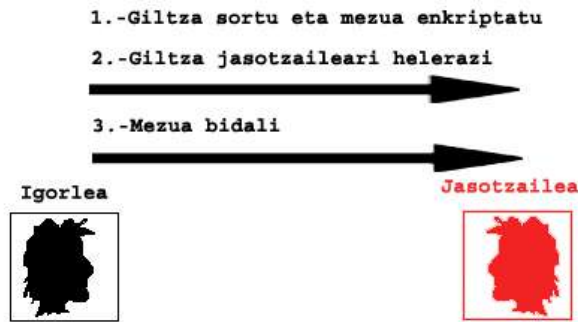 1.-Giltza sortu eta mezua enkriptatu
2.-Giltza jasotzaileari helerazi
3.-Mezua bidali
Igorlea
Jasotzailea